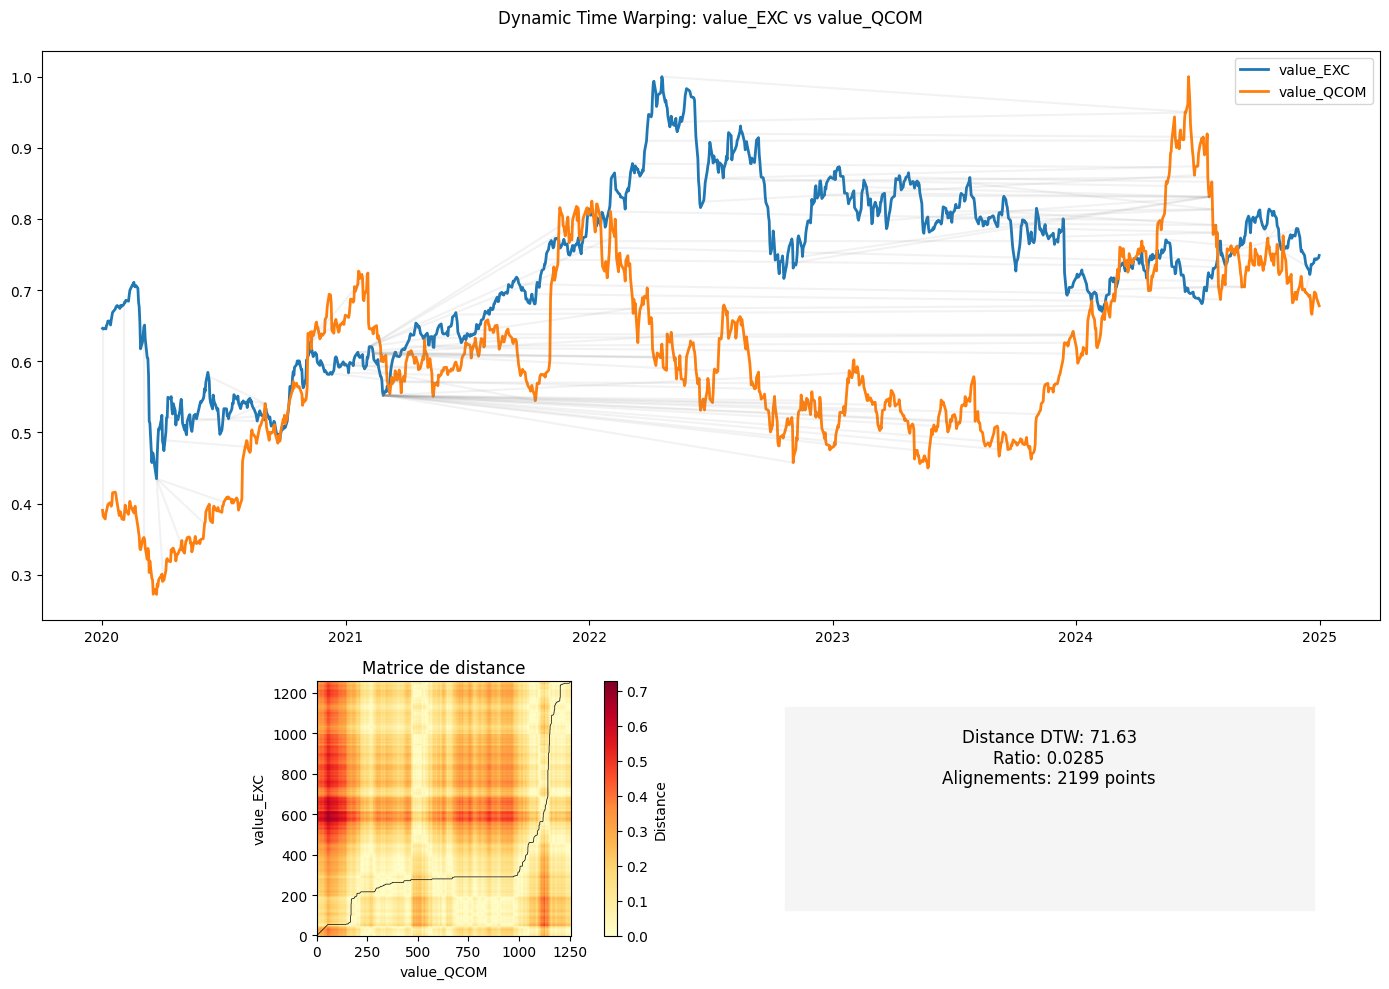 Dynamic Time Warping: value_EXC vs value_QCOM
value_EXC
value_QCOM
1.0
0.9
0.8
0.7
0.6
0.5
0.4
0.3
2020 2021 2022 2023 2024 2025
Matrice de distance
value_EXC
1200
1000
800
600
400
200
0
0 250 500 750 1000 1250
value_QCOM
0.7
0.6
0.5
0.4
0.3
0.2
0.1
0.0
Distance
Distance DTW: 71.63
Ratio: 0.0285
Alignements: 2199 points